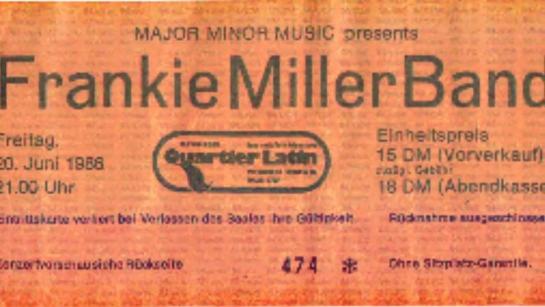 MAJOR MINOR MUSIC presents
Frankie Miller Band
Freitag,
20. Juni 1986
21.00 Uhr
Quartier Latin
Einheitspreis
15 DM (Vorverkauf)
zuzgl. Gebühr
18 DM (Abendkasse
Eintrittskarte verliert bei Verlassen des Saales ihre Gültigkeit.
Rücknahme ausgeschlossen
Konzertvorschau siehe Rückseite
474 *
Ohne Sitzplatz-Garantie.